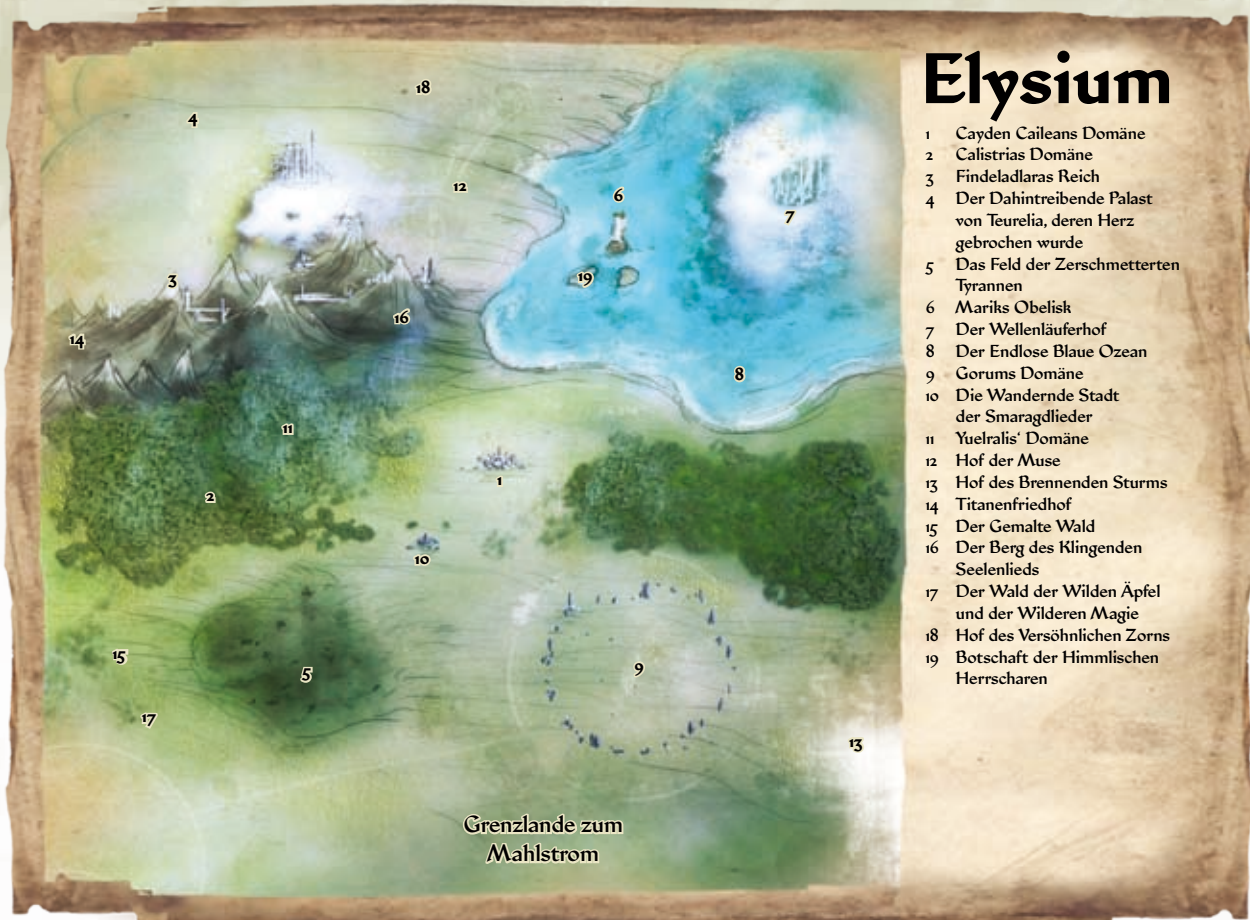 Elysium
1 Cayden Caileans Domäne
2 Calistrias Domäne
3 Findeladlaras Reich
4 Der Dahintreibende Palast
von Teurelia, deren Herz
gebrochen wurde
5 Das Feld der Zerschmetterten
Tyrannen
6 Mariks Obelisk
7 Der Wellenläuferhof
8 Der Endlose Blaue Ozean
9 Gorums Domäne
10 Die Wandernde Stadt
der Smaragdlieder
11 Yuelralis‘ Domäne
12 Hof der Muse
13 Hof des Brennenden Sturms
14 Titanenfriedhof
15 Der Gemalte Wald
16 Der Berg des Klingenden
Seelenlieds
17 Der Wald der Wilden Äpfel
und der Wilderen Magie
18 Hof des Versöhnlichen Zorns
19 Botschaft der Himmlischen
Herrscharen
18
4
12
6
7
19
3
16
14
8
11
1
2
10
15
5
9
17
13
Grenzlande zum
Mahlstrom